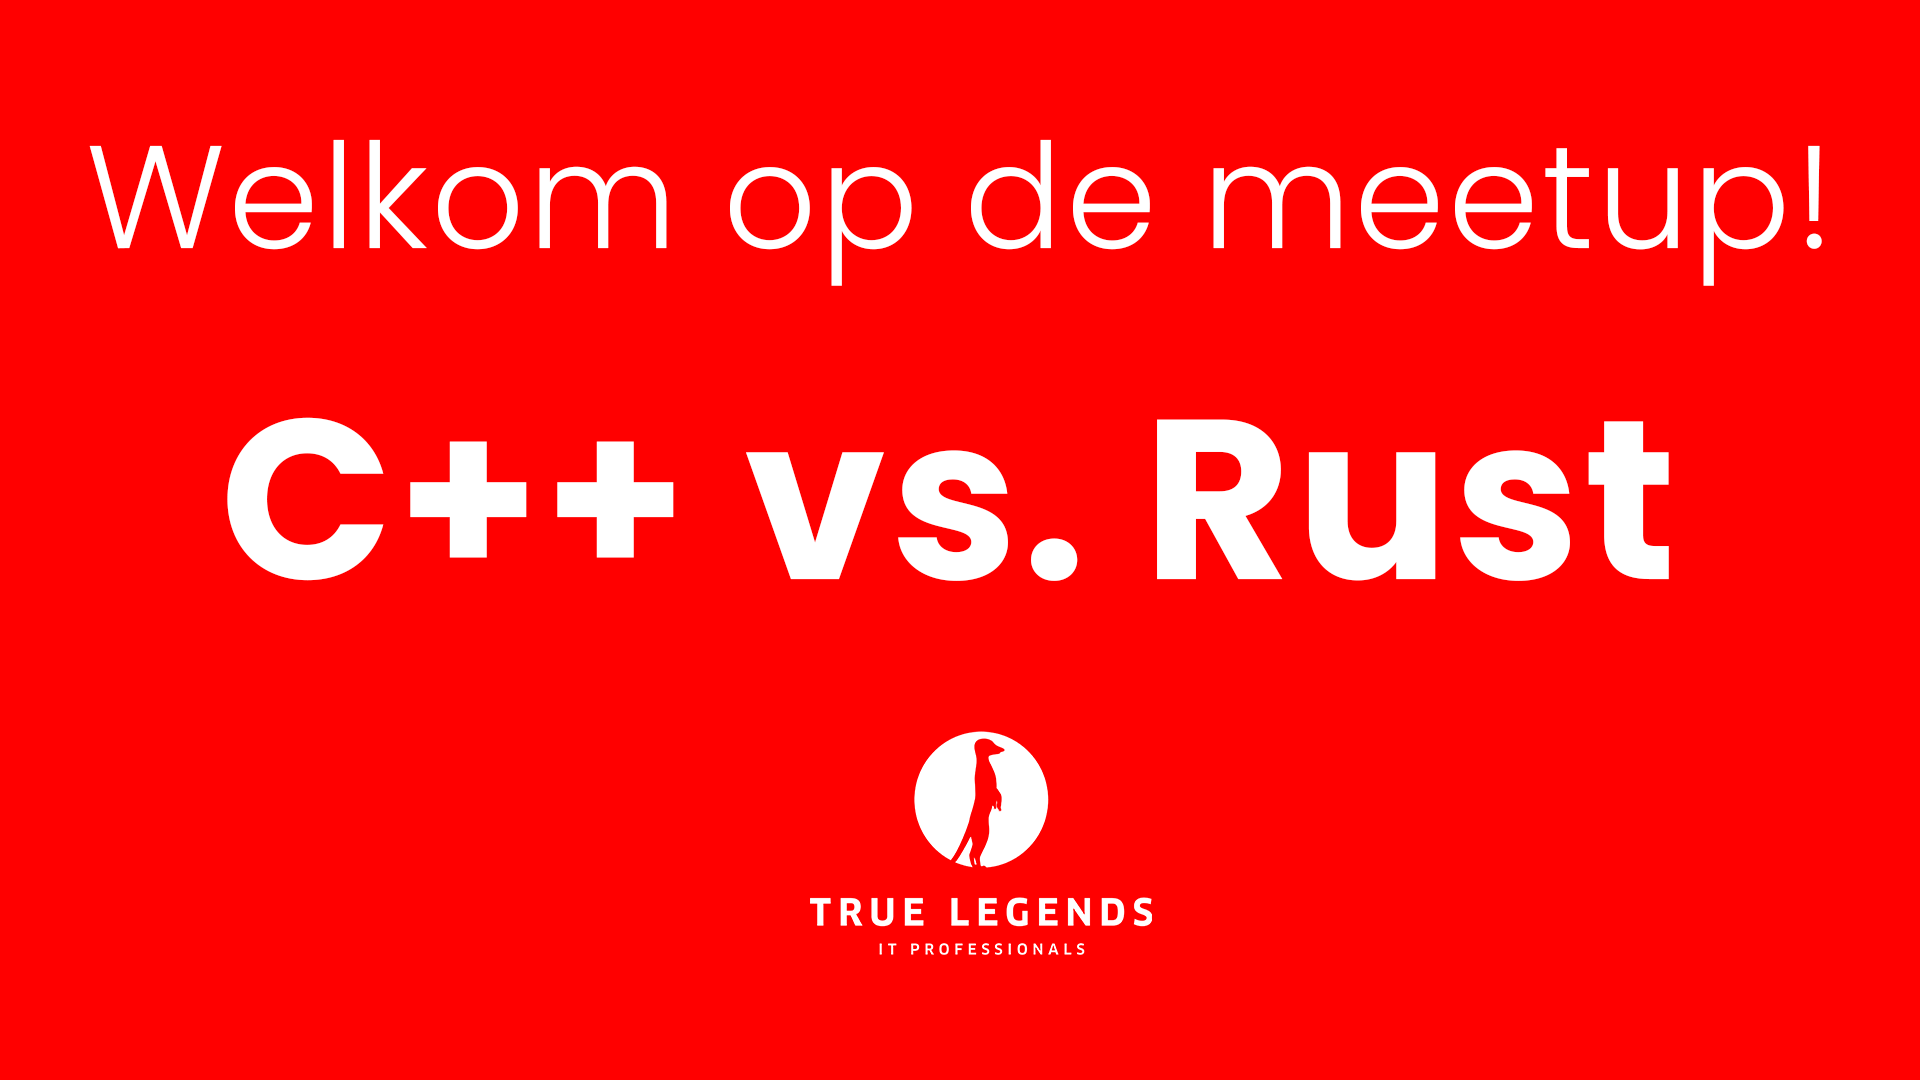 Welkom op de meetup!
C++ vs. Rust
TRUE LEGENDS
IT PROFESSIONALS